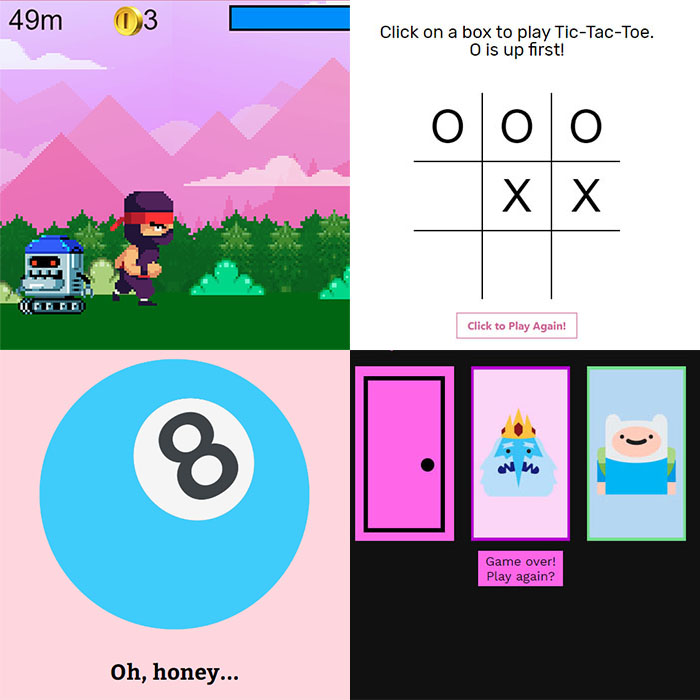 49m 3
Click on a box to play Tic-Tac-Toe.
O is up first!
O O O
X X
Click to Play Again!
8
Oh, honey...
Game over!
Play again?